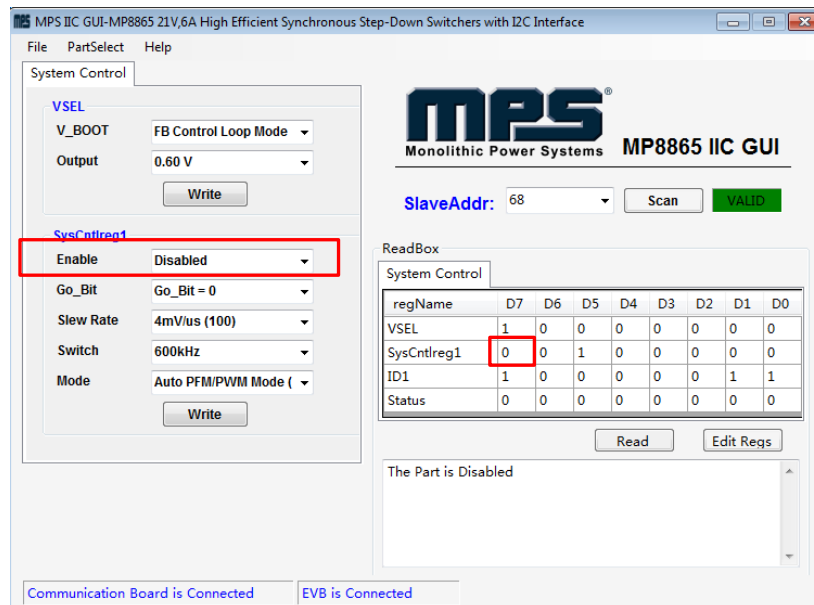 MPS IIC GUI-MP8865 21V,6A High Efficient Synchronous Step-Down Switchers with I2C Interface
File PartSelect Help
System Control
VSEL
V_BOOT FB Control Loop Mode
Output 0.60 V
Write
SysCntlreg1
Enable Disabled
Go_Bit Go_Bit = 0
Slew Rate 4mV/us (100)
Switch 600kHz
Mode Auto PFM/PWM Mode (
Write
mps®
Monolithic Power Systems MP8865 IIC GUI
SlaveAddr: 68 Scan VALID
ReadBox
System Control
regName D7 D6 D5 D4 D3 D2 D1 D0
VSEL 1 0 0 0 0 0 0 0
SysCntlreg1 0 0 1 0 0 0 0 0
ID1 1 0 0 0 0 0 1 1
Status 0 0 0 0 0 0 0 0
Read Edit Regs
The Part is Disabled
Communication Board is Connected EVB is Connected